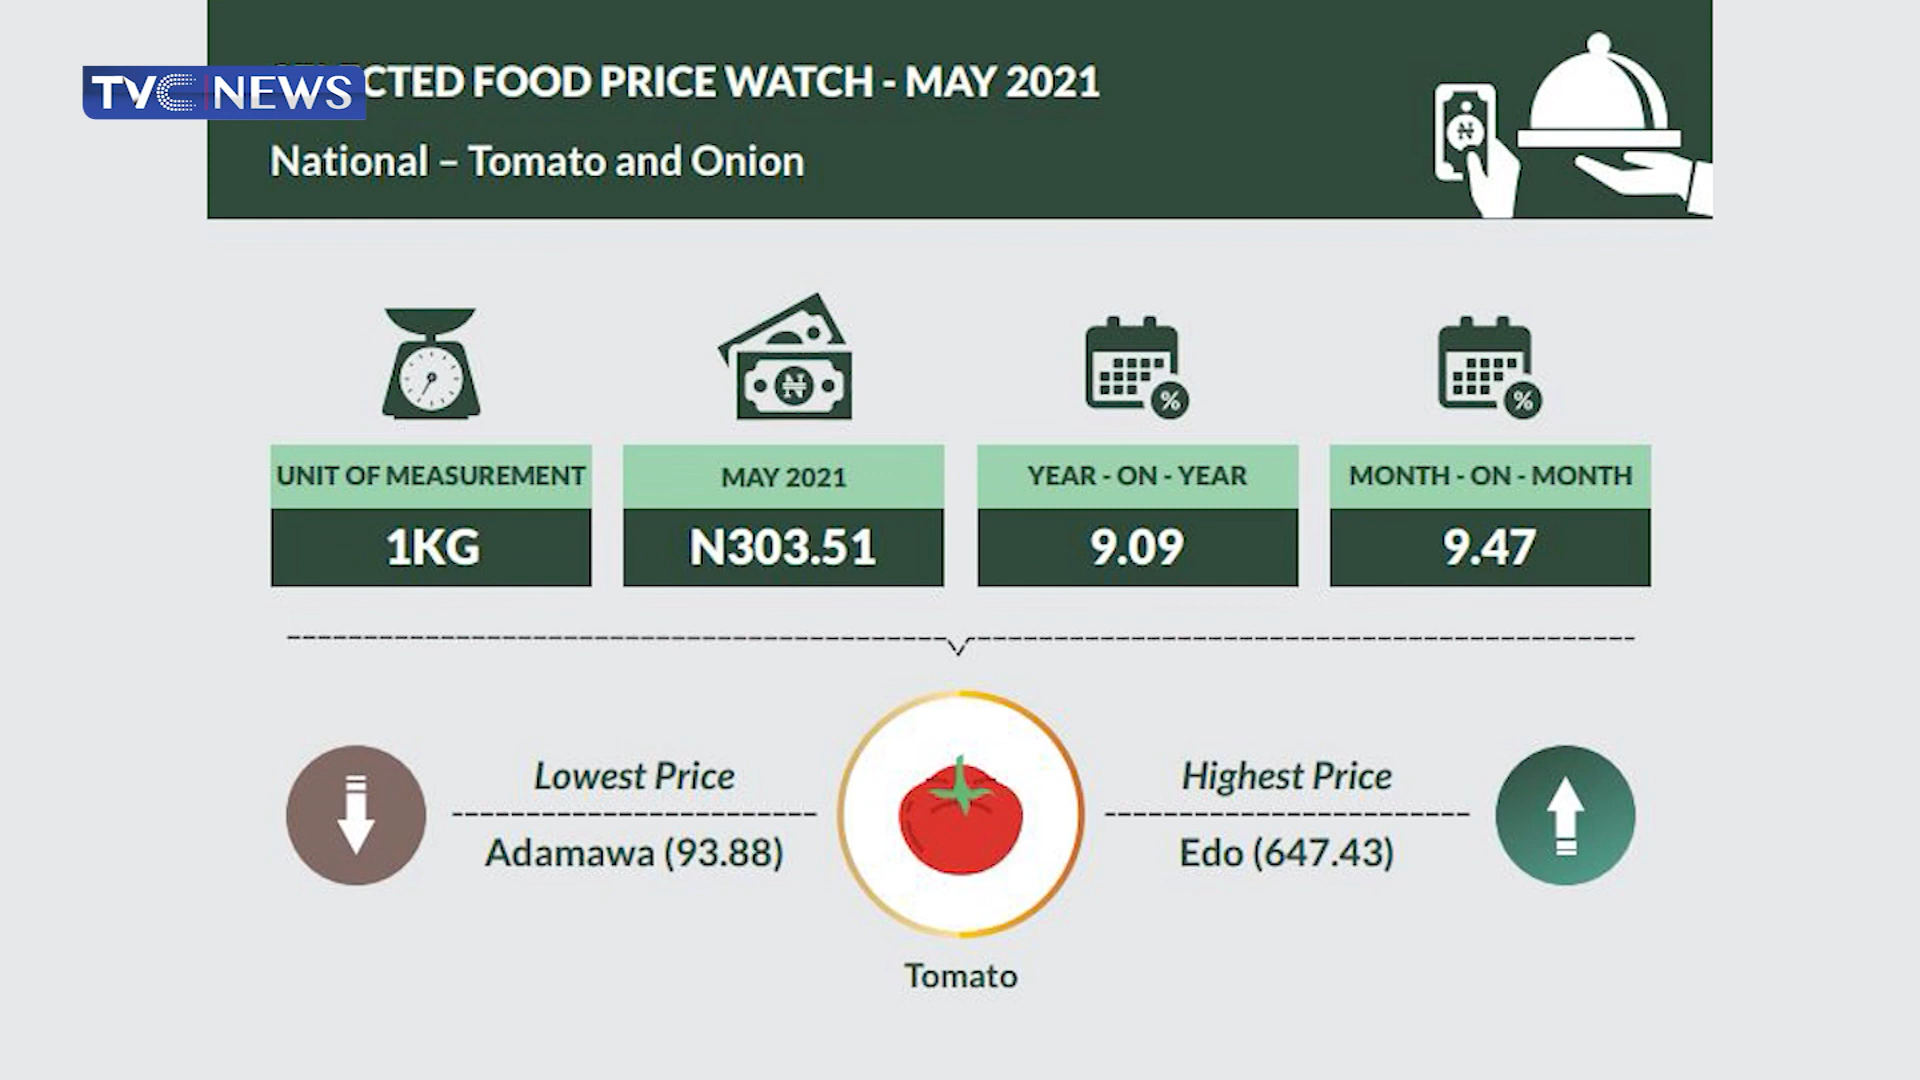 TVC NEWS
FOOD PRICE WATCH - MAY 2021
National – Tomato and Onion
₦
₦
%
%
UNIT OF MEASUREMENT
MAY 2021
YEAR - ON - YEAR
MONTH - ON - MONTH
1KG
N303.51
9.09
9.47
Lowest Price
Highest Price
Adamawa (93.88)
Edo (647.43)
Tomato